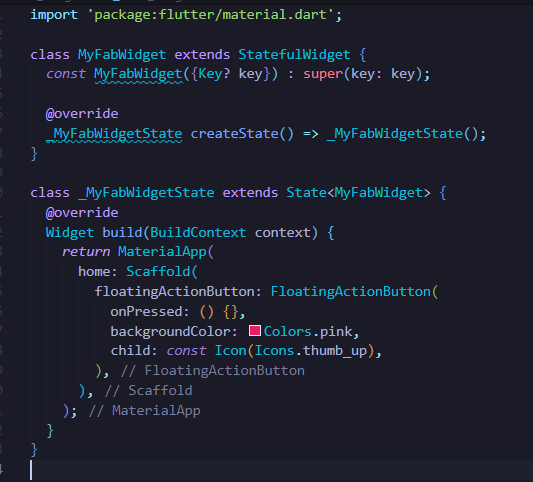 import 'package:flutter/material.dart';
class MyFabWidget extends StatefulWidget {
const MyFabWidget({Key? key}) : super(key: key);
@override
_MyFabWidgetState createState() => _MyFabWidgetState();
}
class _MyFabWidgetState extends State<MyFabWidget> {
@override
Widget build(BuildContext context) {
return MaterialApp(
home: Scaffold(
floatingActionButton: FloatingActionButton(
onPressed: () {},
backgroundColor: Colors.pink,
child: const Icon(Icons.thumb_up),
), // FloatingActionButton
), // Scaffold
); // MaterialApp
}
}